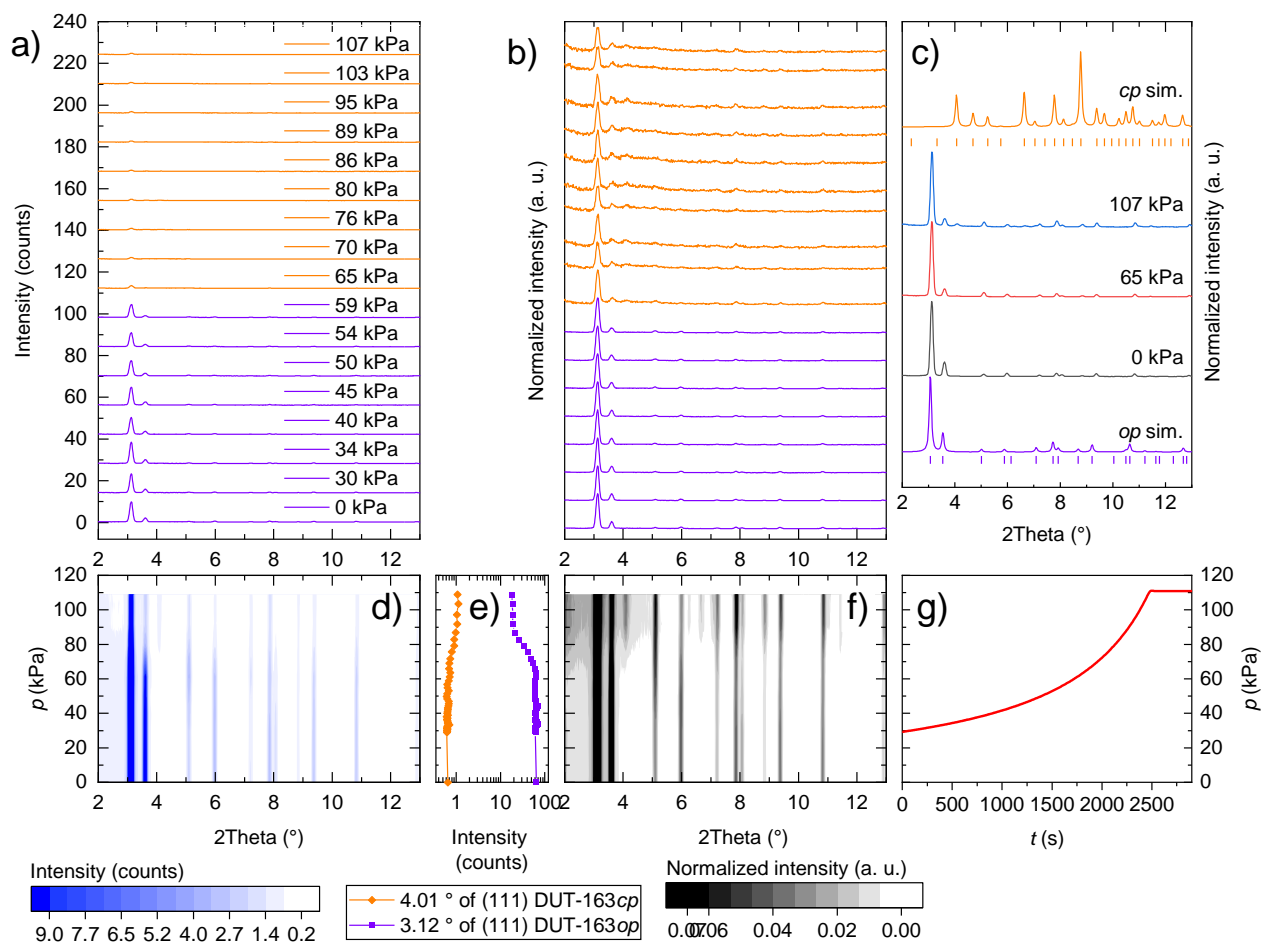 a)
240
220
200
180
160
140
120
100
80
60
40
20
0
Intensity (counts)
107 kPa
103 kPa
95 kPa
89 kPa
86 kPa
80 kPa
76 kPa
70 kPa
65 kPa
59 kPa
54 kPa
50 kPa
45 kPa
40 kPa
34 kPa
30 kPa
0 kPa
2 4 6 8 10 12
b)
Normalized intensity (a. u.)
2 4 6 8 10 12
c)
cp sim.
107 kPa
65 kPa
0 kPa
op sim.
Normalized intensity (a. u.)
2 4 6 8 10 12
2Theta (°)
d)
120
100
80
60
40
20
0
p (kPa)
2 4 6 8 10 12
2Theta (°)
e)
1 10 100
Intensity
(counts)
f)
2 4 6 8 10 12
2Theta (°)
g)
120
100
80
60
40
20
0
p (kPa)
0 500 1000 1500 2000 2500
t (s)
Intensity (counts)
9.0 7.7 6.5 5.2 4.0 2.7 1.4 0.2
4.01 ° of (111) DUT-163cp
3.12 ° of (111) DUT-163op
Normalized intensity (a. u.)
0.07 0.06 0.04 0.02 0.00